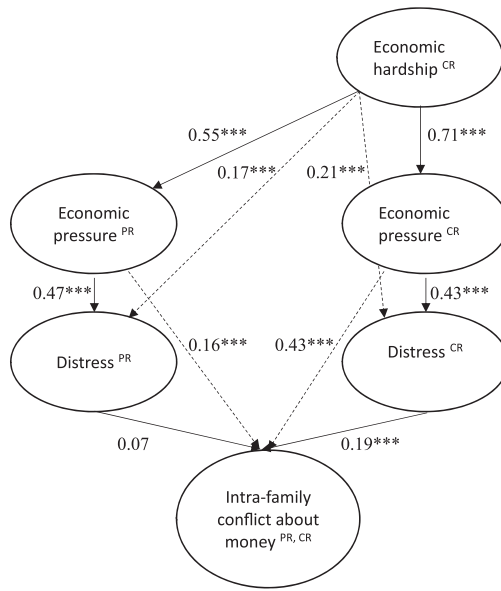 Economic
hardship CR
0.55***
0.71***
0.17***
0.21***
Economic
pressure PR
Economic
pressure CR
0.47***
0.43***
Distress PR
0.16***
0.43***
Distress CR
0.07
0.19***
Intra-family
conflict about
money PR, CR